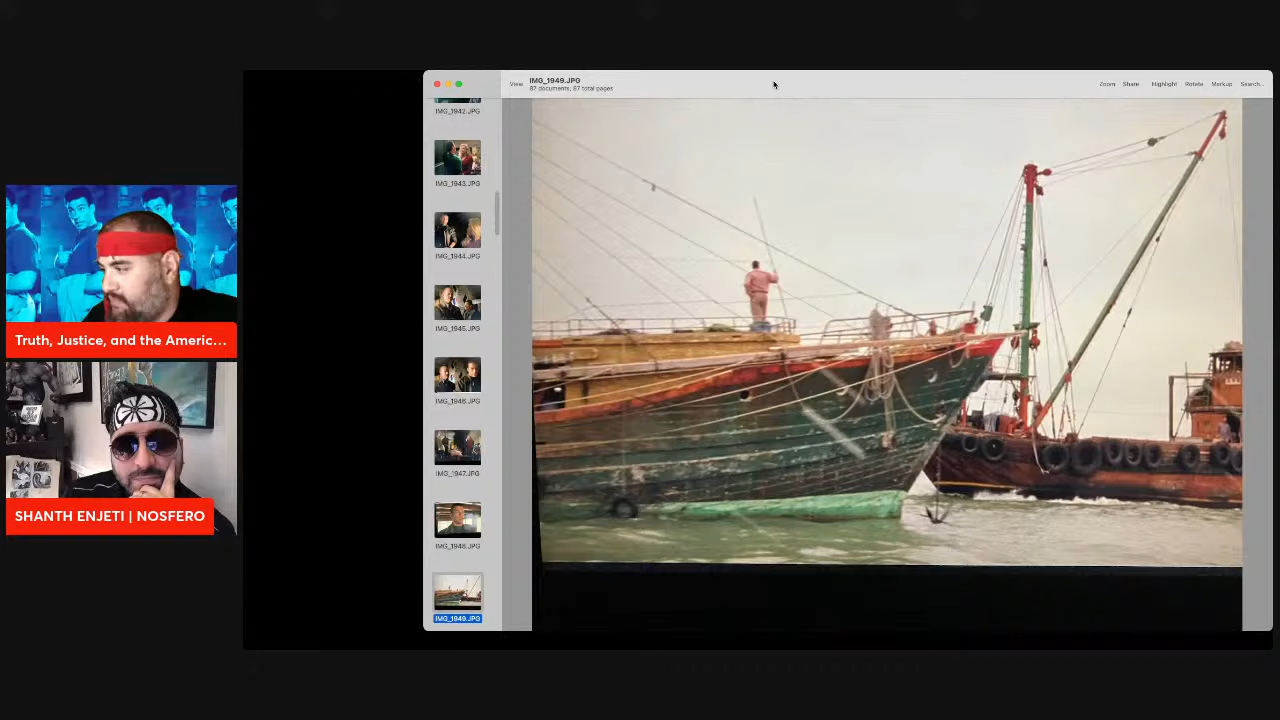 View
IMG_1949.JPG
87 documents, 87 total pages
Zoom
Share
Highlight
Rotate
Markup
Search...
IMG_1942.JPG
IMG_1943.JPG
IMG_1944.JPG
IMG_1945.JPG
IMG_1946.JPG
IMG_1947.JPG
IMG_1948.JPG
IMG_1949.JPG
Truth, Justice, and the Americ...
SHANTH ENJETI | NOSFERO